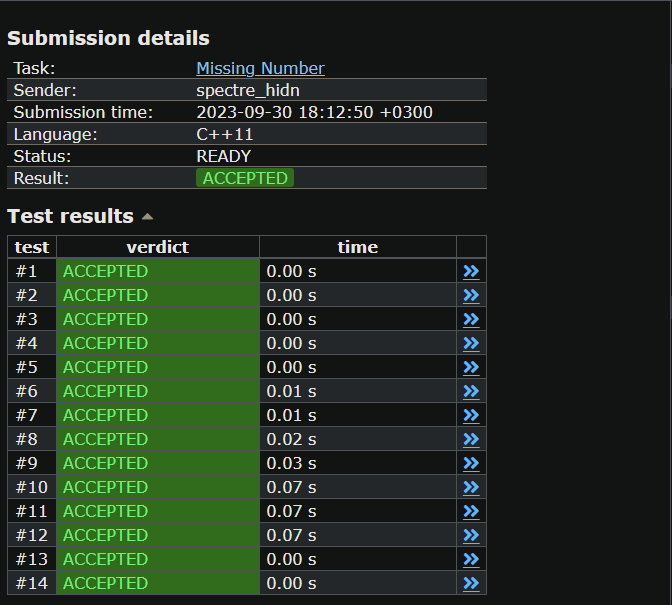 Submission details
Task: Missing Number
Sender: spectre_hidn
Submission time: 2023-09-30 18:12:50 +0300
Language: C++11
Status: READY
Result: ACCEPTED
Test results
test verdict time
#1 ACCEPTED 0.00 s
#2 ACCEPTED 0.00 s
#3 ACCEPTED 0.00 s
#4 ACCEPTED 0.00 s
#5 ACCEPTED 0.00 s
#6 ACCEPTED 0.01 s
#7 ACCEPTED 0.01 s
#8 ACCEPTED 0.02 s
#9 ACCEPTED 0.03 s
#10 ACCEPTED 0.07 s
#11 ACCEPTED 0.07 s
#12 ACCEPTED 0.07 s
#13 ACCEPTED 0.00 s
#14 ACCEPTED 0.00 s